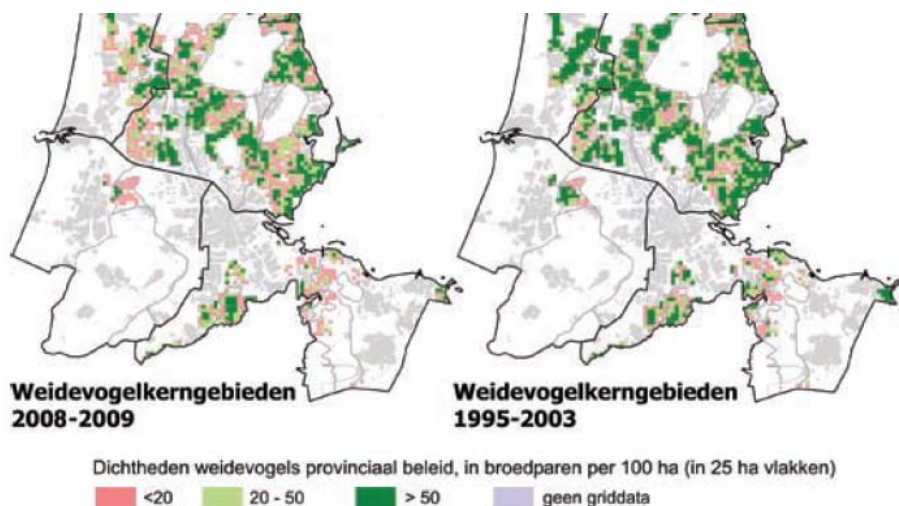 Weidevogelkerngebieden
2008-2009
Weidevogelkerngebieden
1995-2003
Dichtheden weidevogels provinciaal beleid, in broedparen per 100 ha (in 25 ha vlakken)
<20 20 - 50 > 50 geen griddata